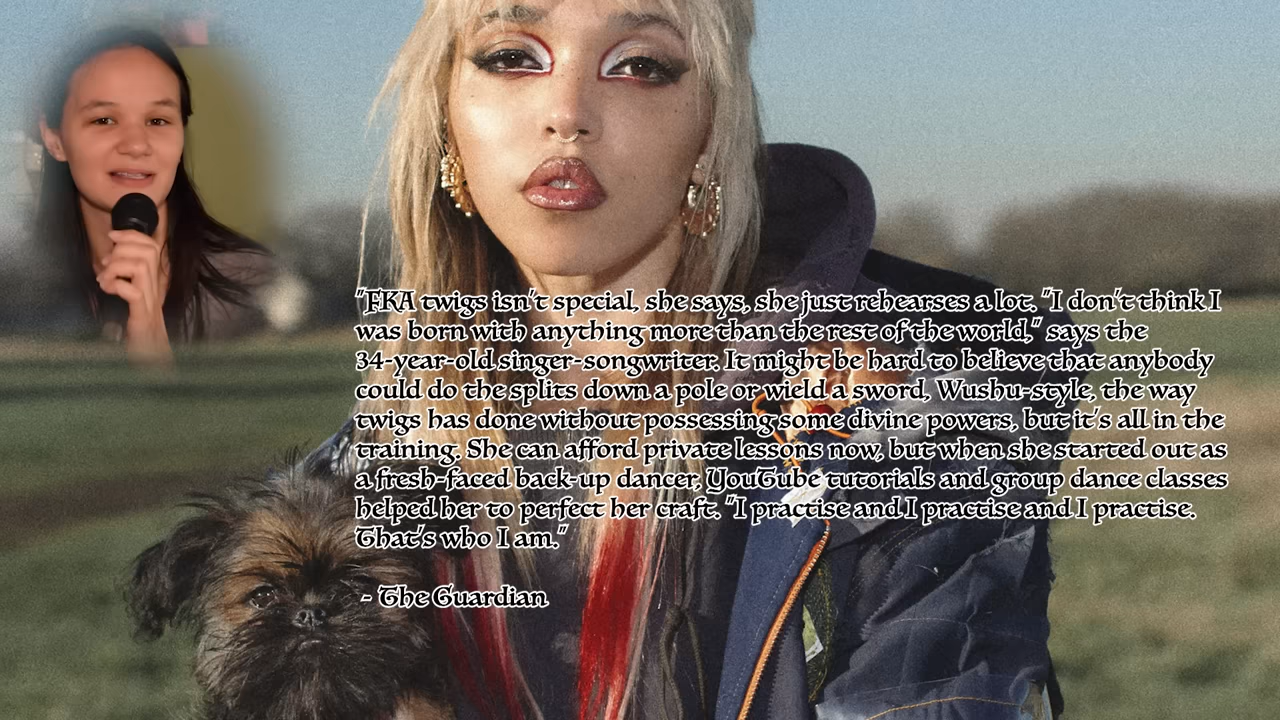 "FKA twigs isn't special, she says, she just rehearses a lot. "I don't think I
was born with anything more than the rest of the world," says the
34-year-old singer-songwriter. It might be hard to believe that anybody
could do the splits down a pole or wield a sword, Wushu-style, the way
twigs has done without possessing some divine powers, but it's all in the
training. She can afford private lessons now, but when she started out as
a fresh-faced back-up dancer, YouTube tutorials and group dance classes
helped her to perfect her craft. "I practise and I practise and I practise.
That's who I am."
- The Guardian